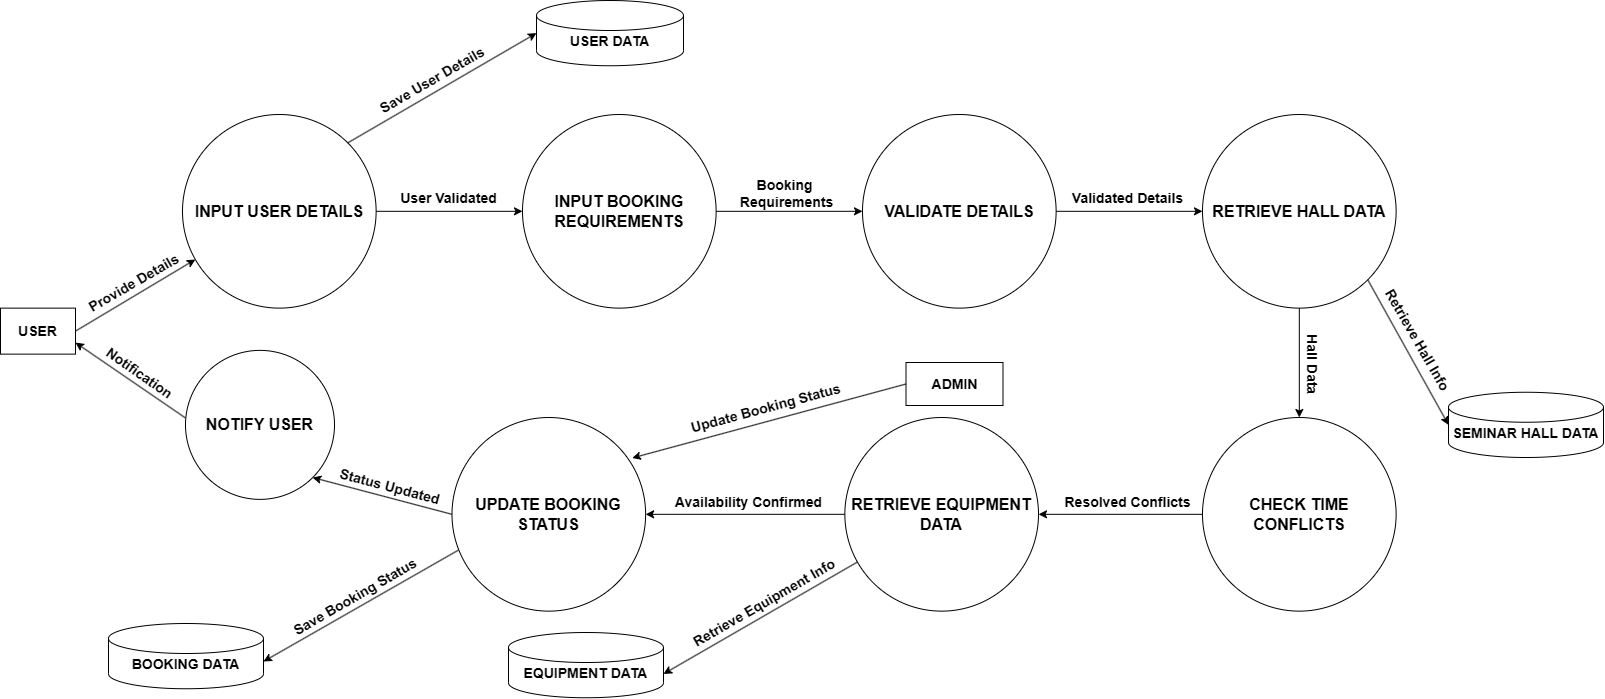 USER DATA
Save User Details
INPUT USER DETAILS
User Validated
INPUT BOOKING
REQUIREMENTS
Booking
Requirements
VALIDATE DETAILS
Validated Details
RETRIEVE HALL DATA
Provide Details
USER
Notification
NOTIFY USER
Update Booking Status
ADMIN
Hall Data
Retrieve Hall Info
SEMINAR HALL DATA
Status Updated
UPDATE BOOKING
STATUS
Availability Confirmed
RETRIEVE EQUIPMENT
DATA
Resolved Conflicts
CHECK TIME
CONFLICTS
Save Booking Status
Retrieve Equipment Info
BOOKING DATA
EQUIPMENT DATA